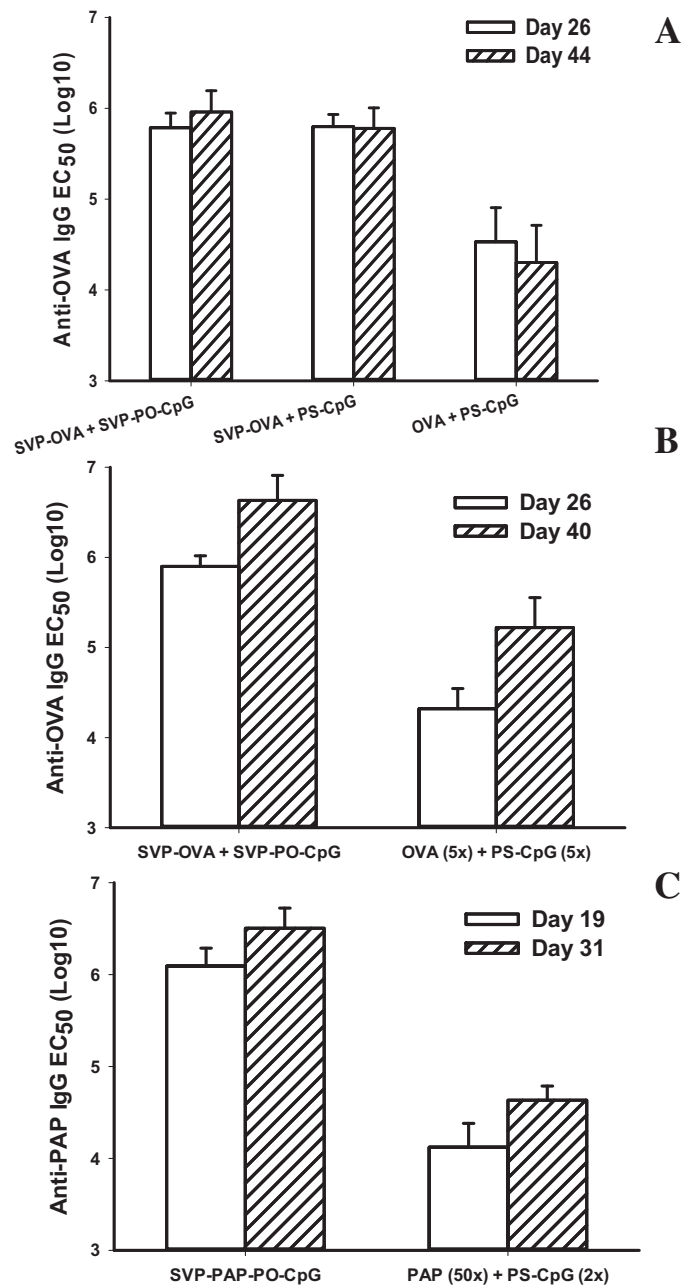 A
Day 26
Day 44
Anti-OVA IgG EC50 (Log10)
7
6
5
4
3
SVP-OVA + SVP-PO-CpG
SVP-OVA + PS-CpG
OVA + PS-CpG
B
Day 26
Day 40
Anti-OVA IgG EC50 (Log10)
7
6
5
4
3
SVP-OVA + SVP-PO-CpG
OVA (5x) + PS-CpG (5x)
C
Day 19
Day 31
Anti-PAP IgG EC50 (Log10)
7
6
5
4
3
SVP-PAP-PO-CpG
PAP (50x) + PS-CpG (2x)